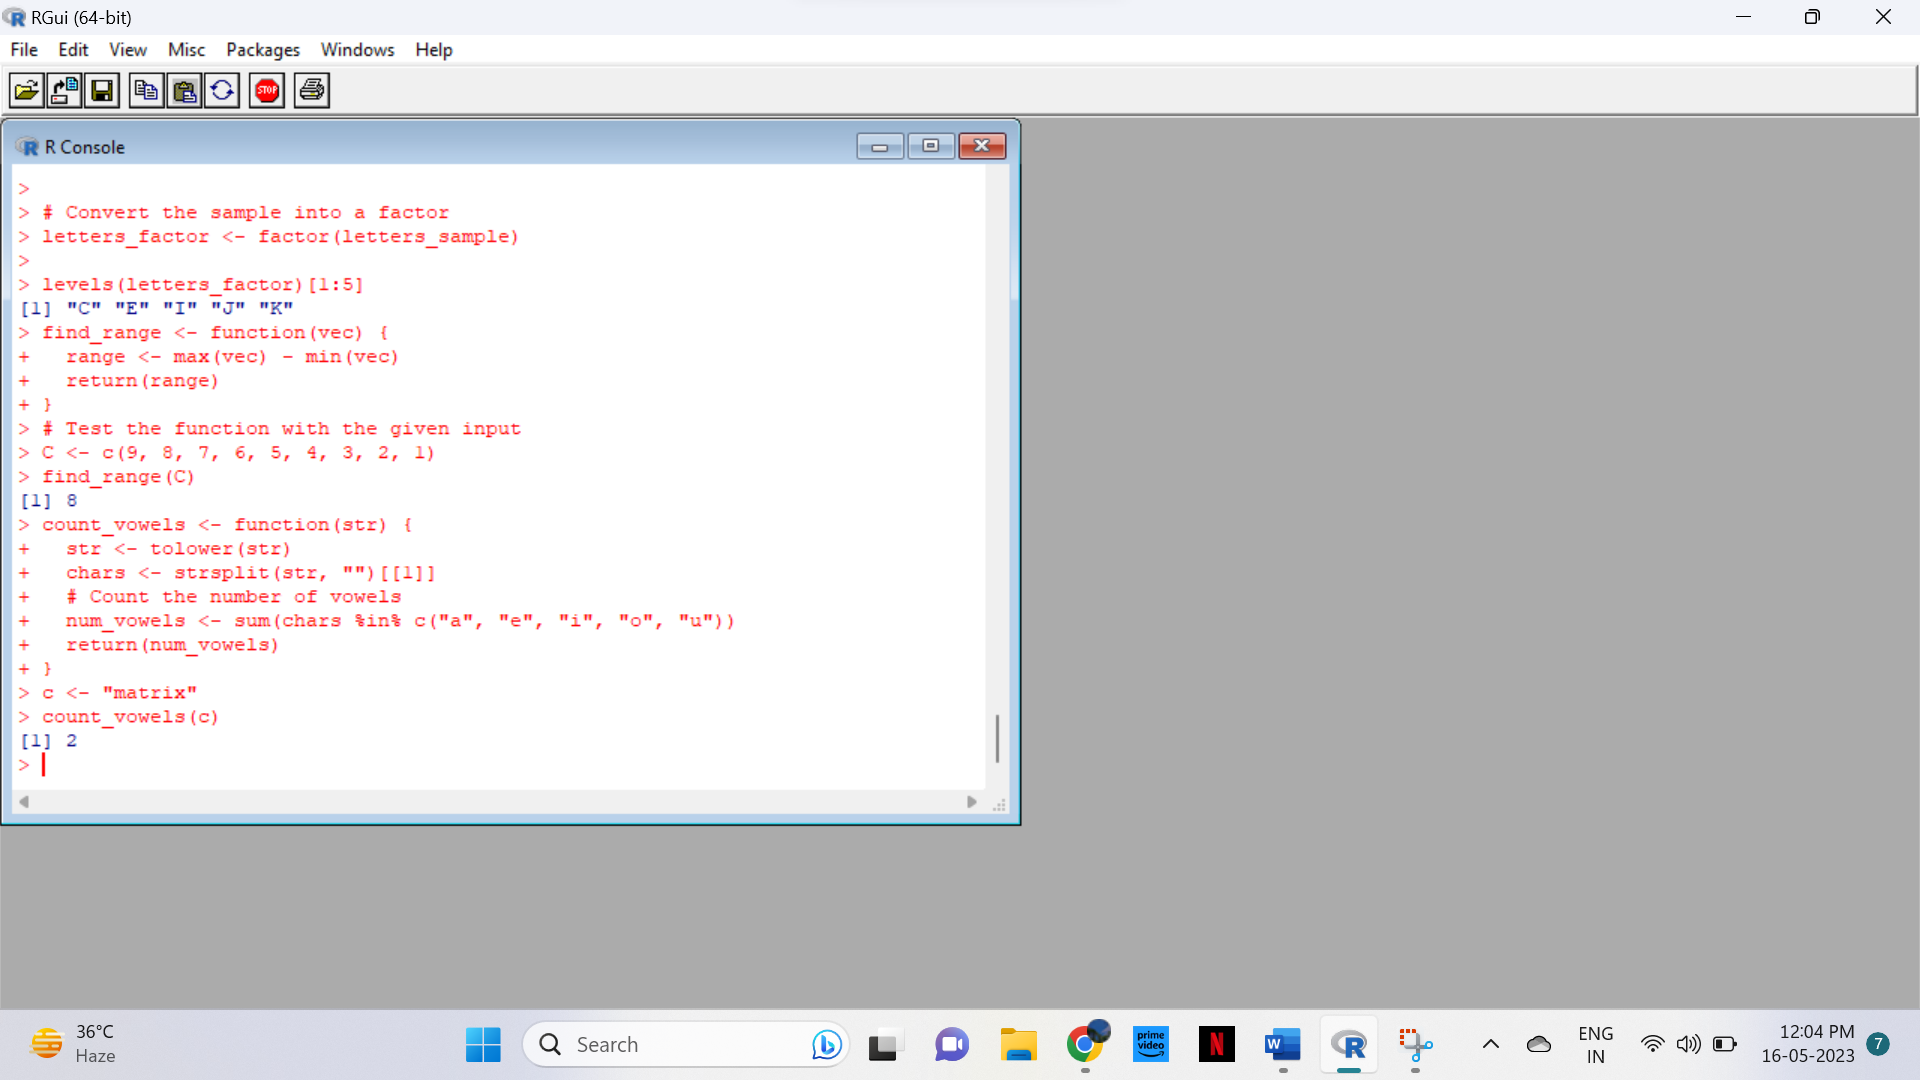 RGui (64-bit)
File Edit View Misc Packages Windows Help
STOP
R Console
>
> # Convert the sample into a factor
> letters_factor <- factor(letters_sample)
>
> levels(letters_factor)[1:5]
[1] "C" "E" "I" "J" "K"
> find_range <- function(vec) {
+   range <- max(vec) - min(vec)
+   return(range)
+ }
> # Test the function with the given input
> C <- c(9, 8, 7, 6, 5, 4, 3, 2, 1)
> find_range(C)
[1] 8
> count_vowels <- function(str) {
+   str <- tolower(str)
+   chars <- strsplit(str, "")[[1]]
+   # Count the number of vowels
+   num_vowels <- sum(chars %in% c("a", "e", "i", "o", "u"))
+   return(num_vowels)
+ }
> c <- "matrix"
> count_vowels(c)
[1] 2
>
36°C
Haze
Search
prime
video
N
W
R
ENG
IN
12:04 PM
16-05-2023
7